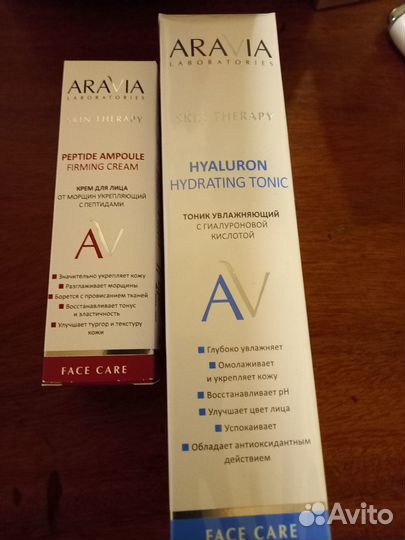 ARAVIA
LABORATORIES
SKIN THERAPY
PEPTIDE AMPOULE
FIRMING CREAM
КРЕМ ДЛЯ ЛИЦА
ОТ МОРЩИН УКРЕПЛЯЮЩИЙ
С ПЕПТИДАМИ
AV
Значительно укрепляет кожу
Разглаживает морщины
Борется с провисанием тканей
Восстанавливает тонус
и эластичность
Улучшает тургор и текстуру
кожи
FACE CARE
ARAVIA
LABORATORIES
SKIN THERAPY
HYALURON
HYDRATING TONIC
ТОНИК УВЛАЖНЯЮЩИЙ
С ГИАЛУРОНОВОЙ
КИСЛОТОЙ
AV
Глубоко увлажняет
Омолаживает
и укрепляет кожу
Восстанавливает pH
Улучшает цвет лица
Успокаивает
Обладает антиоксидантным
действием
FACE CARE
Avito